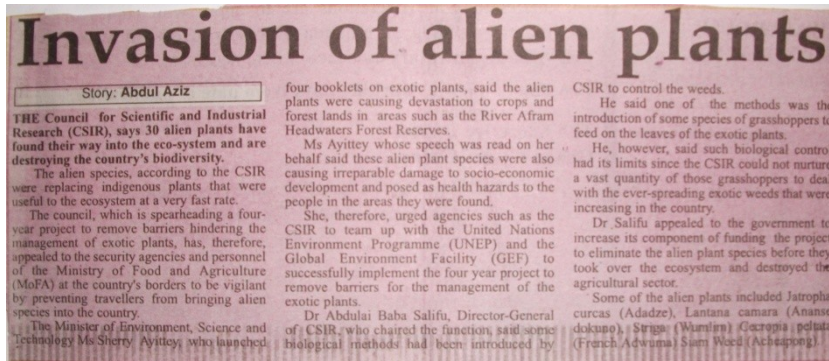 Invasion of alien plants
Story: Abdul Aziz
THE Council for Scientific and Industrial
Research (CSIR), says 30 alien plants have
found their way into the eco-system and are
destroying the country's biodiversity.
The alien species, according to the CSIR
were replacing indigenous plants that were
useful to the ecosystem at a very fast rate.
The council, which is spearheading a four-
year project to remove barriers hindering the
management of exotic plants, has, therefore,
appealed to the security agencies and personnel
of the Ministry of Food and Agriculture
(MoFA) at the country's borders to be vigilant
by preventing travellers from bringing alien
species into the country.
The Minister of Environment, Science and
Technology Ms Sherry Ayittey, who launched
four booklets on exotic plants, said the alien
plants were causing devastation to crops and
forest lands in areas such as the River Afram
Headwaters Forest Reserves.
Ms Ayittey whose speech was read on her
behalf said these alien plant species were also
causing irreparable damage to socio-economic
development and posed as health hazards to the
people in the areas they were found.
She, therefore, urged agencies such as the
CSIR to team up with the United Nations
Environment Programme (UNEP) and the
Global Environment Facility (GEF) to
successfully implement the four year project to
remove barriers for the management of the
exotic plants.
Dr Abdulai Baba Salifu, Director-General
of CSIR, who chaired the function, said some
biological methods had been introduced by
CSIR to control the weeds.
He said one of the methods was the
introduction of some species of grasshoppers to
feed on the leaves of the exotic plants.
He, however, said such biological control
had its limits since the CSIR could not nurture
a vast quantity of those grasshoppers to deal
with the ever-spreading exotic weeds that were
increasing in the country.
Dr Salifu appealed to the government to
increase its component of funding the project
to eliminate the alien plant species before they
took over the ecosystem and destroyed the
agricultural sector.
Some of the alien plants included Jatropha
curcas (Adadze), Lantana camara (Ananse
dokuno), Striga (Wumlim) Cecropia peltata
(French Adwuma) Siam Weed (Acheapong)